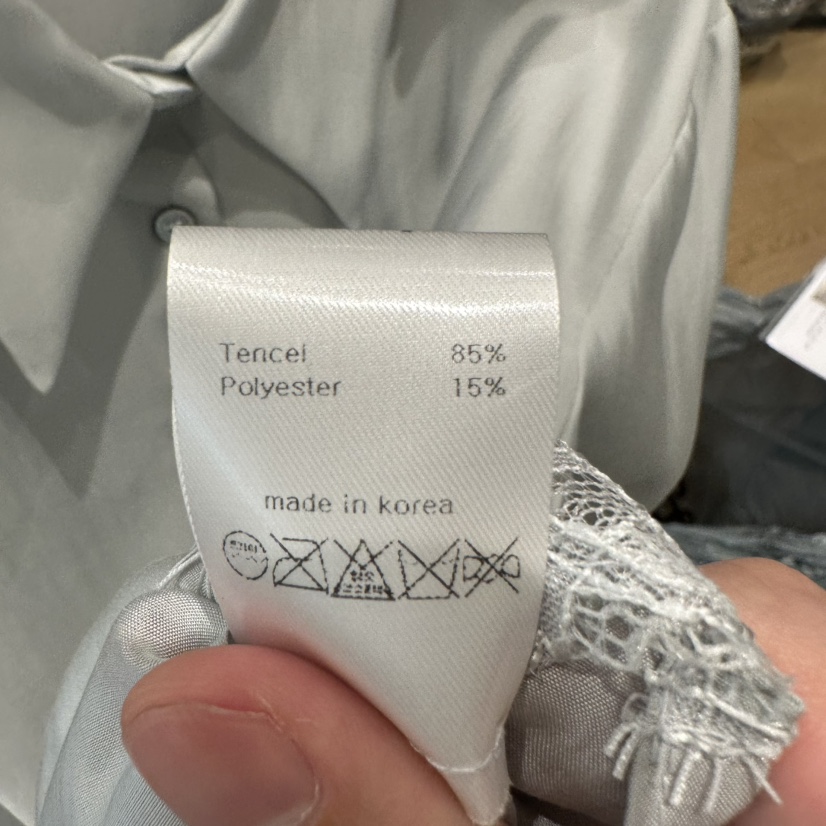 Tencel 85%
Polyester 15%
made in korea